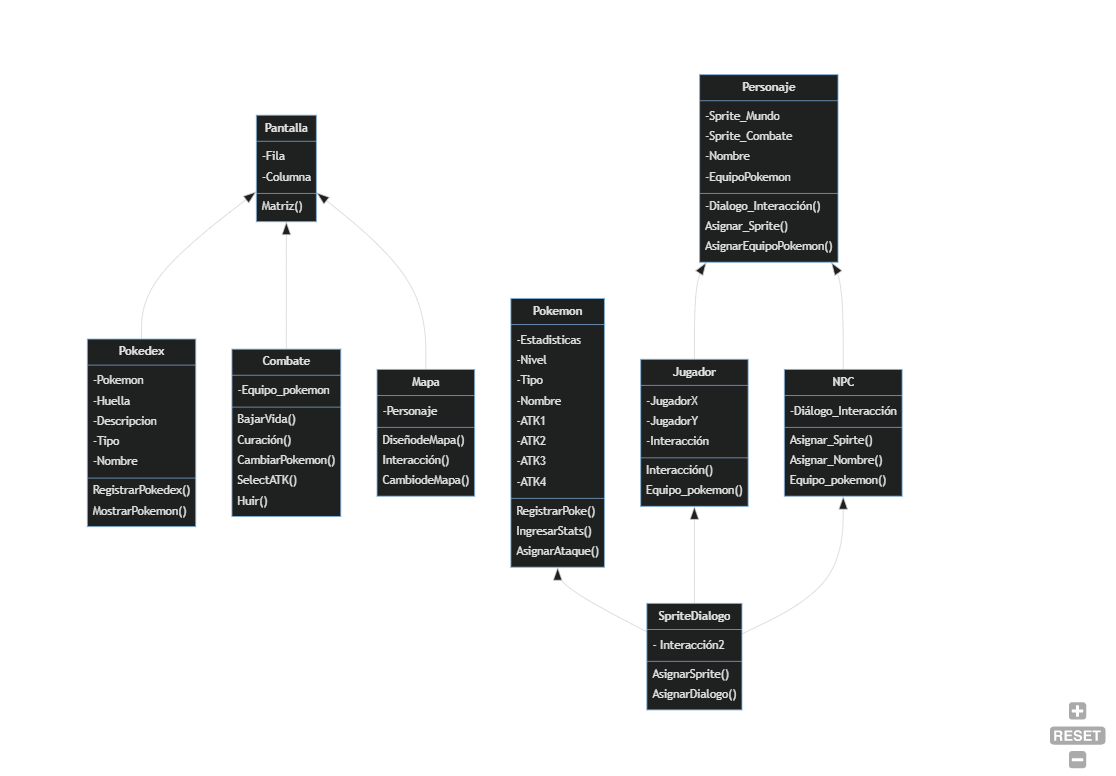 Pantalla
-Fila
-Columna
Matriz()
Personaje
-Sprite_Mundo
-Sprite_Combate
-Nombre
-EquipoPokemon
-Dialogo_Interacción()
Asignar_Sprite()
AsignarEquipoPokemon()
Pokedex
-Pokemon
-Huella
-Descripcion
-Tipo
-Nombre
RegistrarPokedex()
MostrarPokemon()
Combate
-Equipo_pokemon
BajarVida()
Curación()
CambiarPokemon()
SelectATK()
Huir()
Mapa
-Personaje
DiseñodeMapa()
Interacción()
CambiodeMapa()
Pokemon
-Estadisticas
-Nivel
-Tipo
-Nombre
-ATK1
-ATK2
-ATK3
-ATK4
RegistrarPoke()
IngresarStats()
AsignarAtaque()
Jugador
-JugadorX
-JugadorY
-Interacción
Interacción()
Equipo_pokemon()
NPC
-Diálogo_Interacción
Asignar_Spirte()
Asignar_Nombre()
Equipo_pokemon()
SpriteDialogo
- Interacción2
AsignarSprite()
AsignarDialogo()
RESET